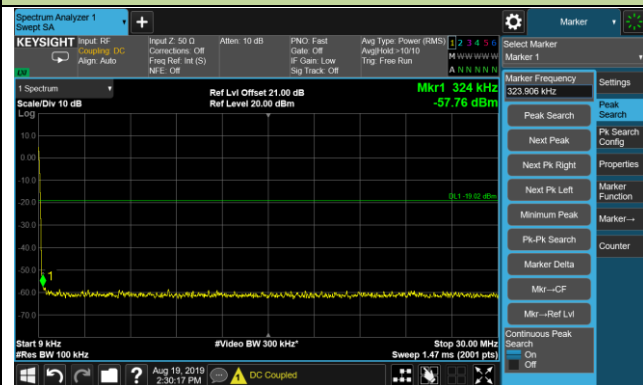 Spectrum Analyzer 1
Swept SA
Marker
KEYSIGHT
Input: RF
Coupling: DC
Align: Auto
Input Z: 50 Ω
Corrections: Off
Freq Ref: Int (S)
NFE: Off
Atten: 10 dB
PNO: Fast
Gate: Off
IF Gain: Low
Sig Track: Off
Avg Type: Power (RMS)
Avg|Hold:>10/10
Trig: Free Run
1 2 3 4 5 6
M W W W W W
A N N N N N
LXI
Select Marker
Marker 1
1 Spectrum
Scale/Div 10 dB
Log
Ref Lvl Offset 21.00 dB
Ref Level 20.00 dBm
Mkr1 324 kHz
-57.76 dBm
10.0
0.00
-10.0
-20.0
-30.0
-40.0
-50.0
-60.0
-70.0
DL1 -19.02 dBm
1
Start 9 kHz
#Res BW 100 kHz
#Video BW 300 kHz*
Stop 30.00 MHz
Sweep 1.47 ms (2001 pts)
Marker Frequency
323.906 kHz
Peak Search
Next Peak
Next Pk Right
Next Pk Left
Minimum Peak
Pk-Pk Search
Marker Delta
Mkr→CF
Mkr→Ref Lvl
Continuous Peak
Search
On
Off
Settings
Peak
Search
Pk Search
Config
Properties
Marker
Function
Marker→
Counter
Aug 19, 2019
2:30:17 PM
DC Coupled